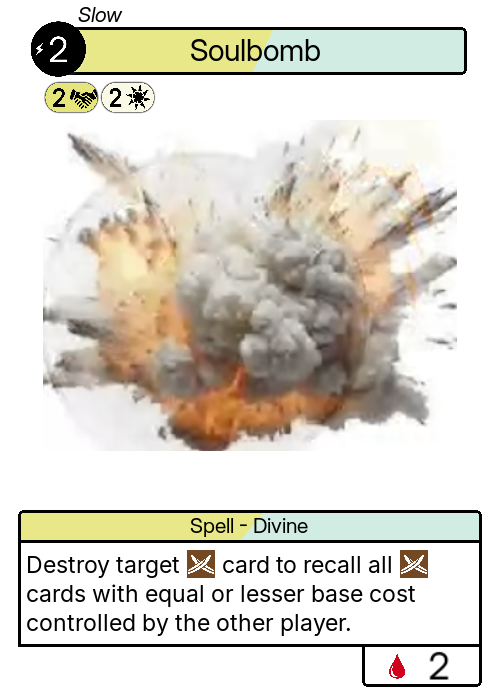 Slow
2 Soulbomb
2 2
Spell - Divine
Destroy target card to recall all
cards with equal or lesser base cost
controlled by the other player.
2